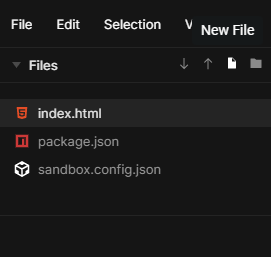 File Edit Selection V New File
Files
index.html
package.json
sandbox.config.json